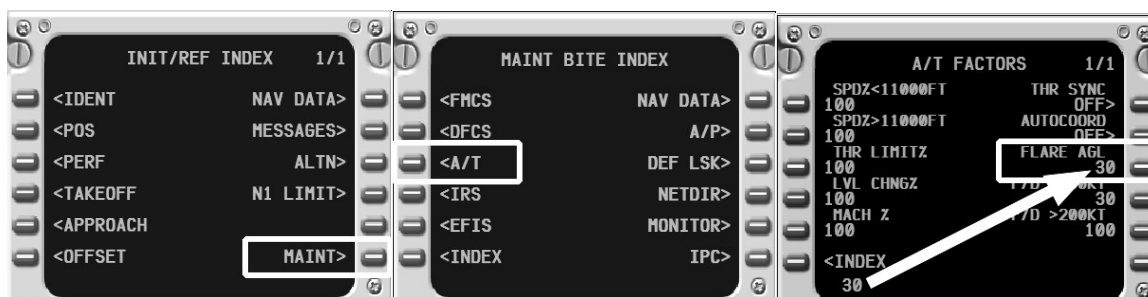 INIT/REF INDEX 1/1
<IDENT NAV DATA>
<POS MESSAGES>
<PERF ALTN>
<TAKEOFF N1 LIMIT>
<APPROACH
<OFFSET MAINT>
MAINT BITE INDEX
<FMCS NAV DATA>
<DFCS A/P>
<A/T DEF LSK>
<IRS NETDIR>
<EFIS MONITOR>
<INDEX IPC>
A/T FACTORS 1/1
SPD%<11000FT THR SYNC
100 OFF>
SPD%>11000FT AUTOCOORD
100 OFF>
THR LIMIT% FLARE AGL
100 30
LVL CHNG%
100 30
MACH % >200KT
100 100
<INDEX
30